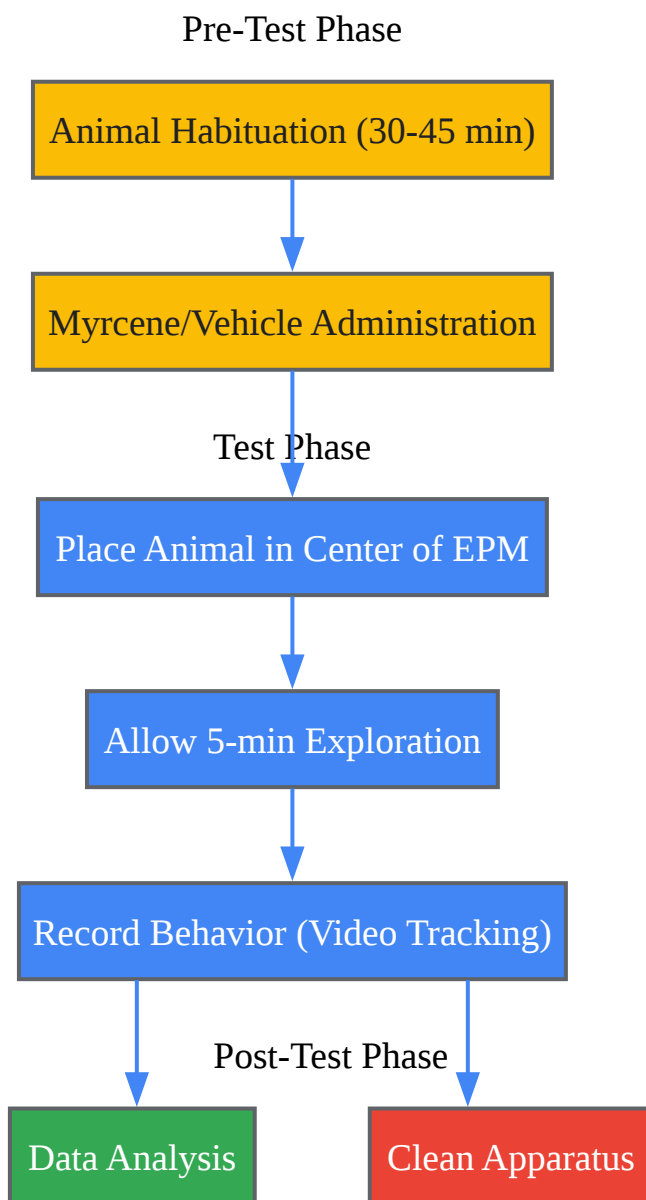 Pre-Test Phase
Animal Habituation (30-45 min)
Myrcene/Vehicle Administration
Test Phase
Place Animal in Center of EPM
Allow 5-min Exploration
Record Behavior (Video Tracking)
Post-Test Phase
Data Analysis
Clean Apparatus